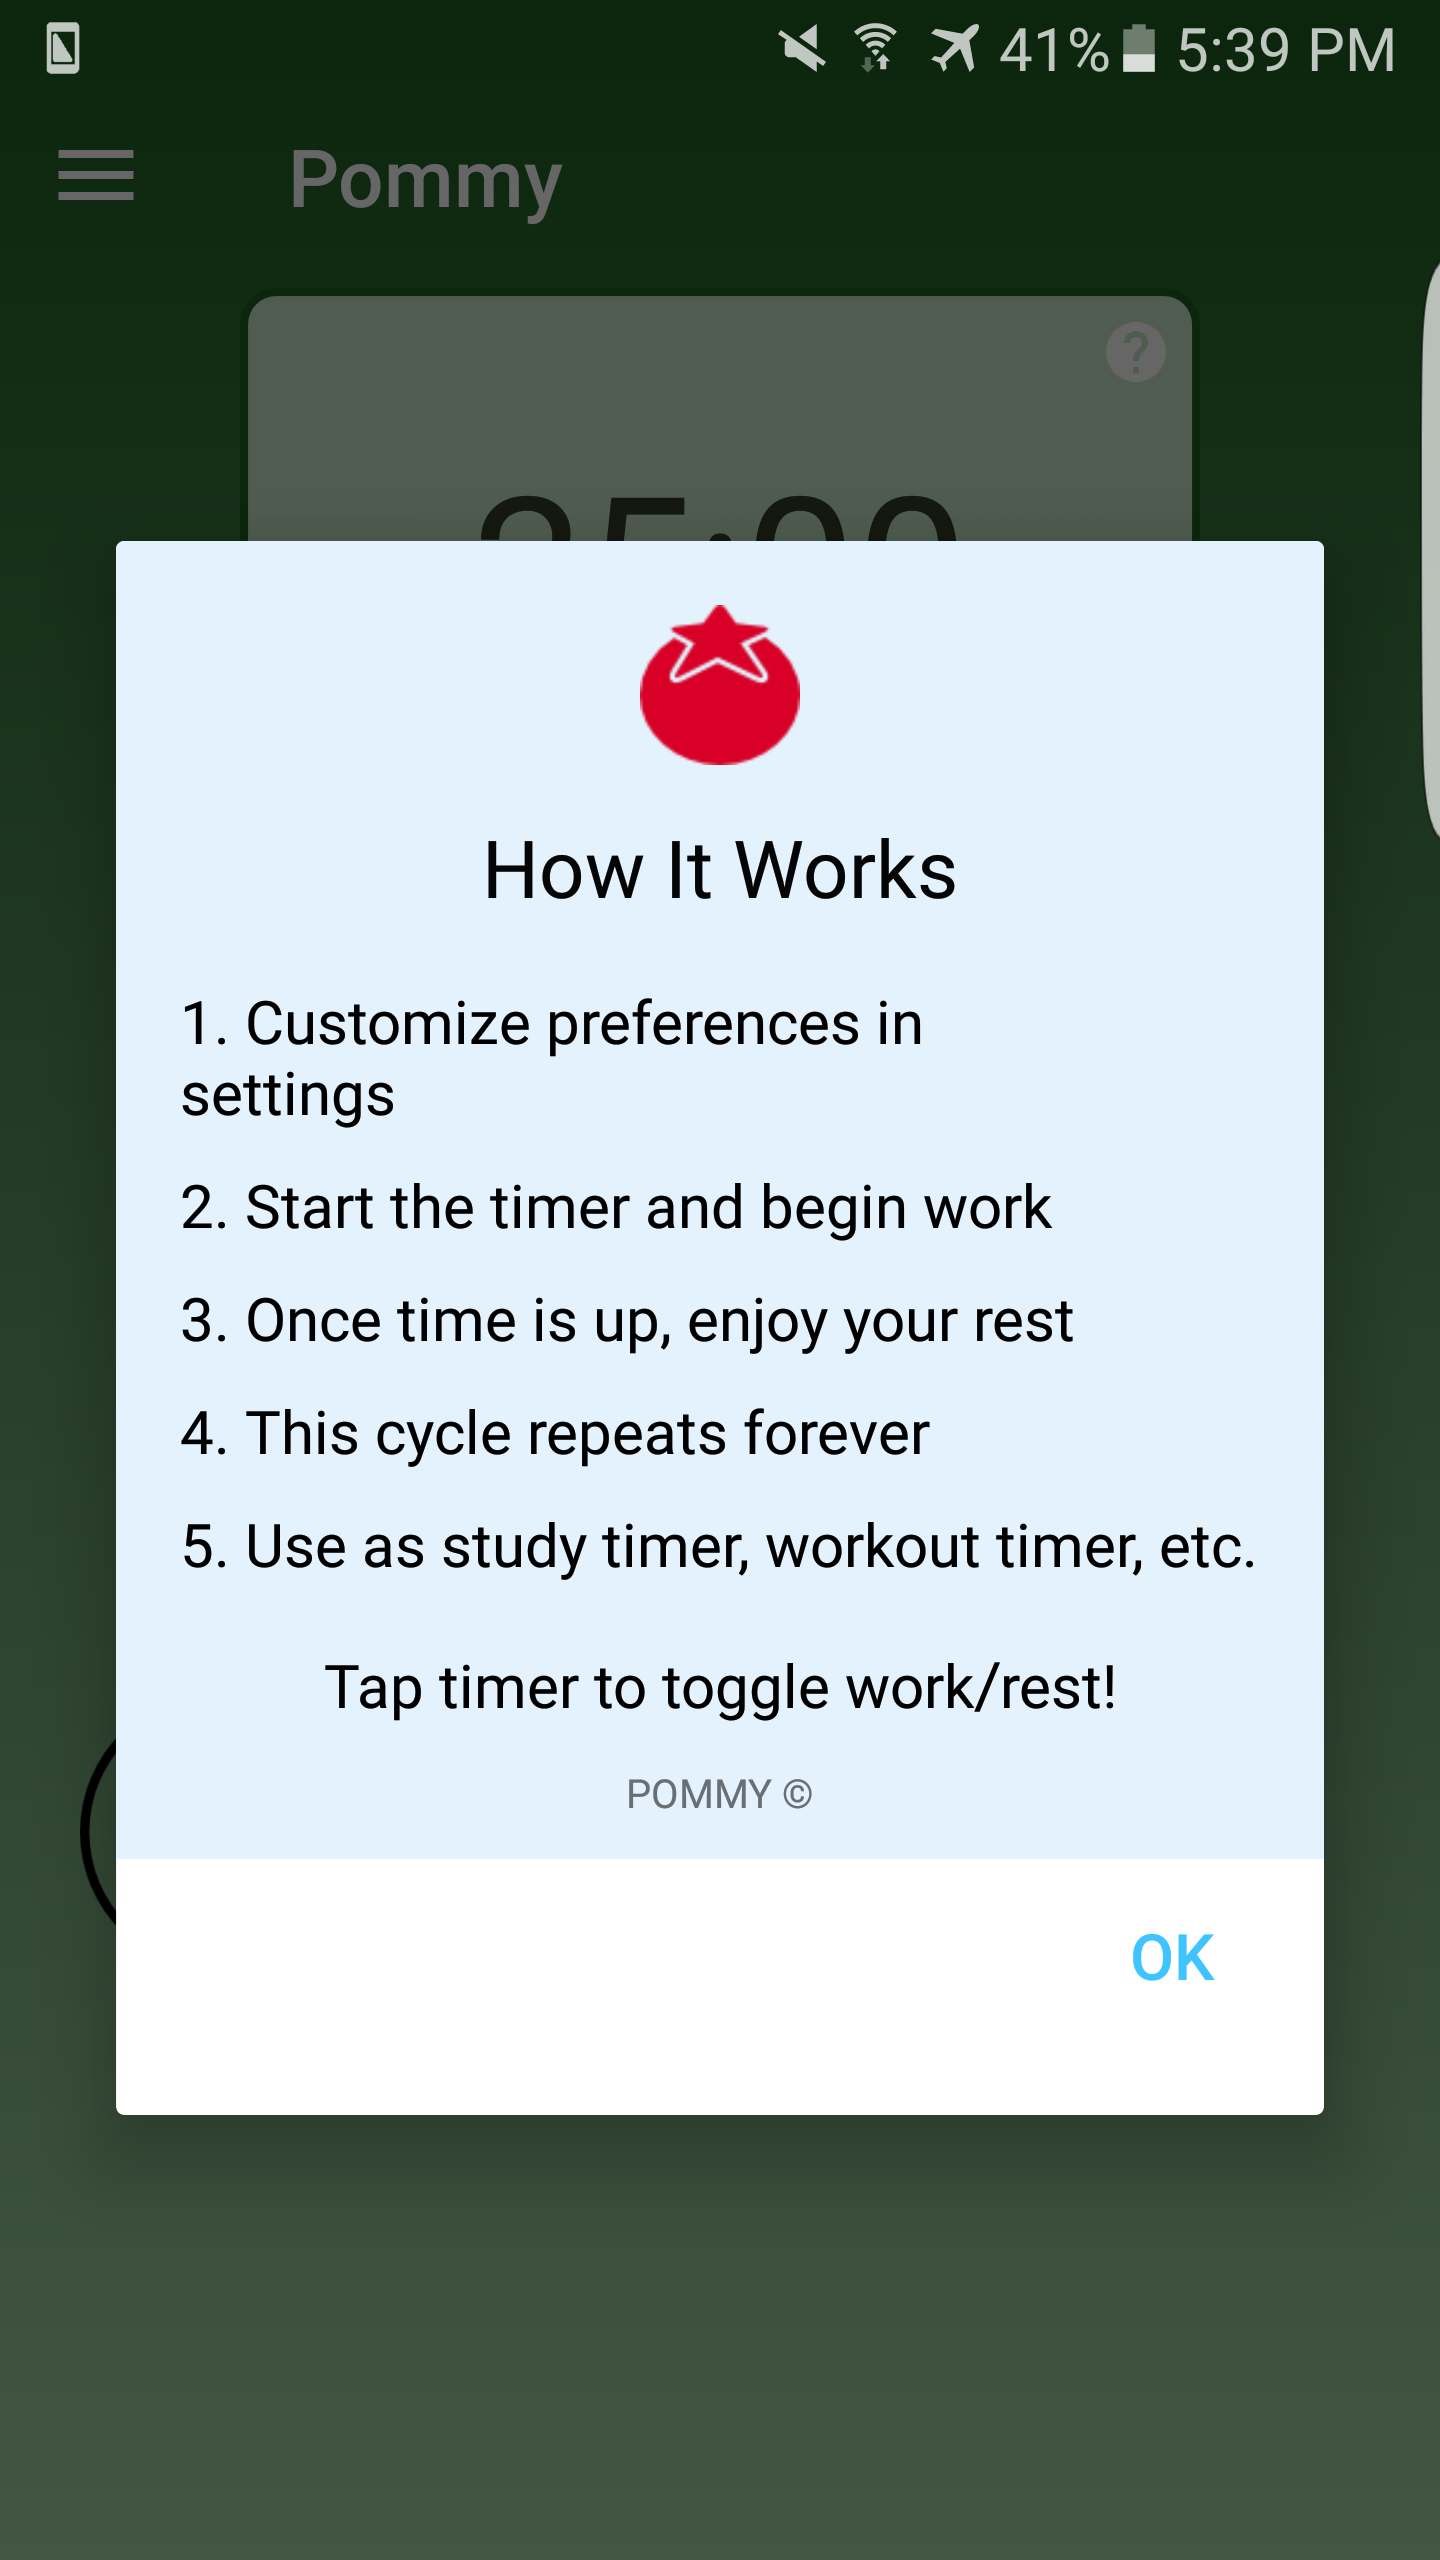 41% 5:39 PM
Pommy
?
How It Works
1. Customize preferences in
settings
2. Start the timer and begin work
3. Once time is up, enjoy your rest
4. This cycle repeats forever
5. Use as study timer, workout timer, etc.
Tap timer to toggle work/rest!
POMMY ©
OK